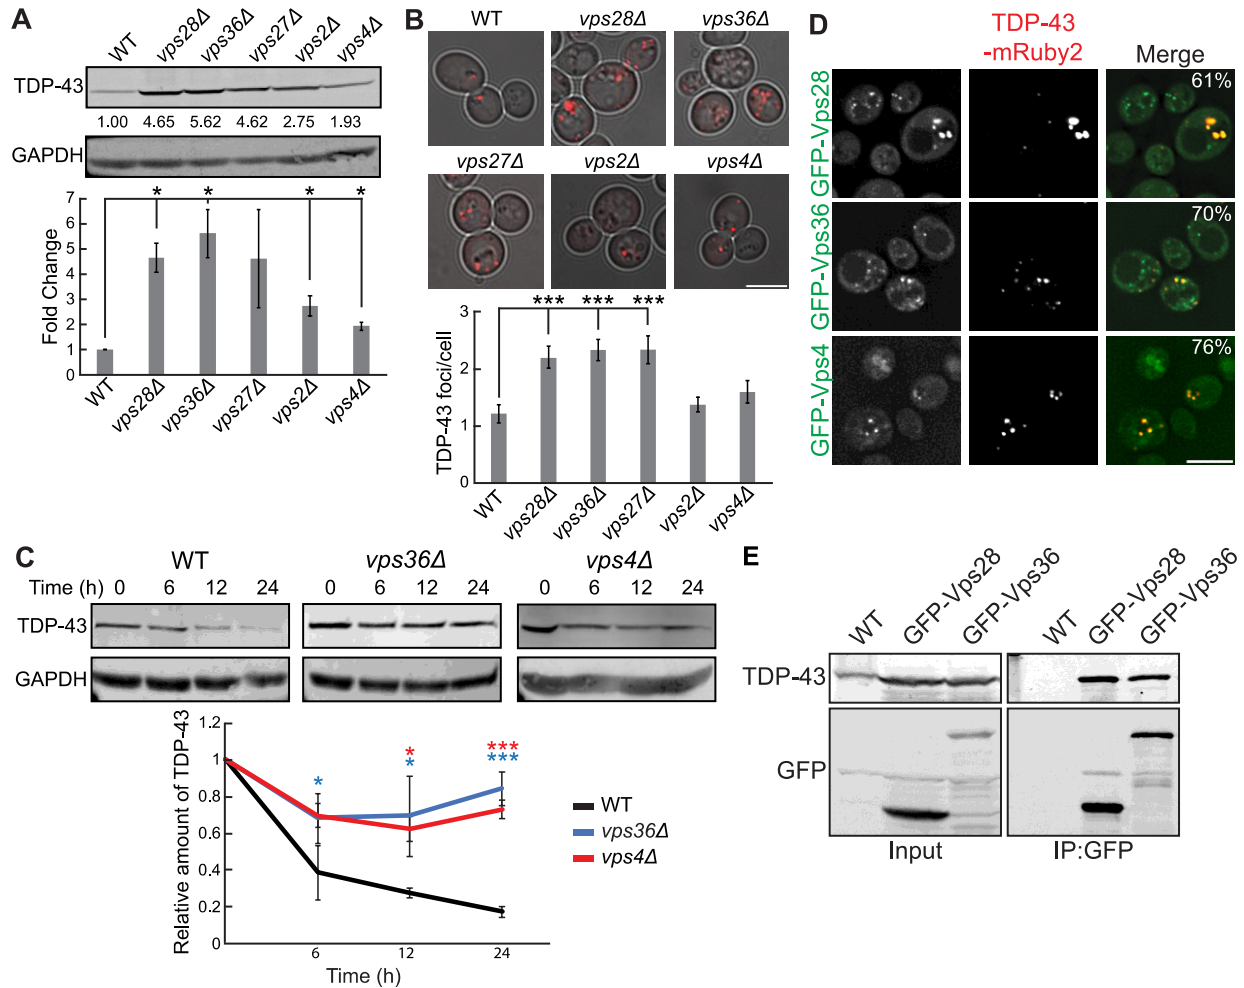 A
WT
vps28Δ
vps36Δ
vps27Δ
vps2Δ
vps4Δ
TDP-43
1.00 4.65 5.62 4.62 2.75 1.93
GAPDH
* * * *
Fold Change
7
6
5
4
3
2
1
0
WT
vps28Δ
vps36Δ
vps27Δ
vps2Δ
vps4Δ
B
WT vps28Δ vps36Δ
vps27Δ vps2Δ vps4Δ
*** *** ***
TDP-43 foci/cell
3
2
1
0
WT
vps28Δ
vps36Δ
vps27Δ
vps2Δ
vps4Δ
C
WT vps36Δ vps4Δ
Time (h) 0 6 12 24 0 6 12 24 0 6 12 24
TDP-43
GAPDH
Relative amount of TDP-43
1.2
1
0.8
0.6
0.4
0.2
0
* * * *** ***
6 12 24
Time (h)
WT
vps36Δ
vps4Δ
D
TDP-43
-mRuby2
Merge
GFP-Vps28
61%
GFP-Vps36
70%
GFP-Vps4
76%
E
WT
GFP-Vps28
GFP-Vps36
WT
GFP-Vps28
GFP-Vps36
TDP-43
GFP
Input IP:GFP